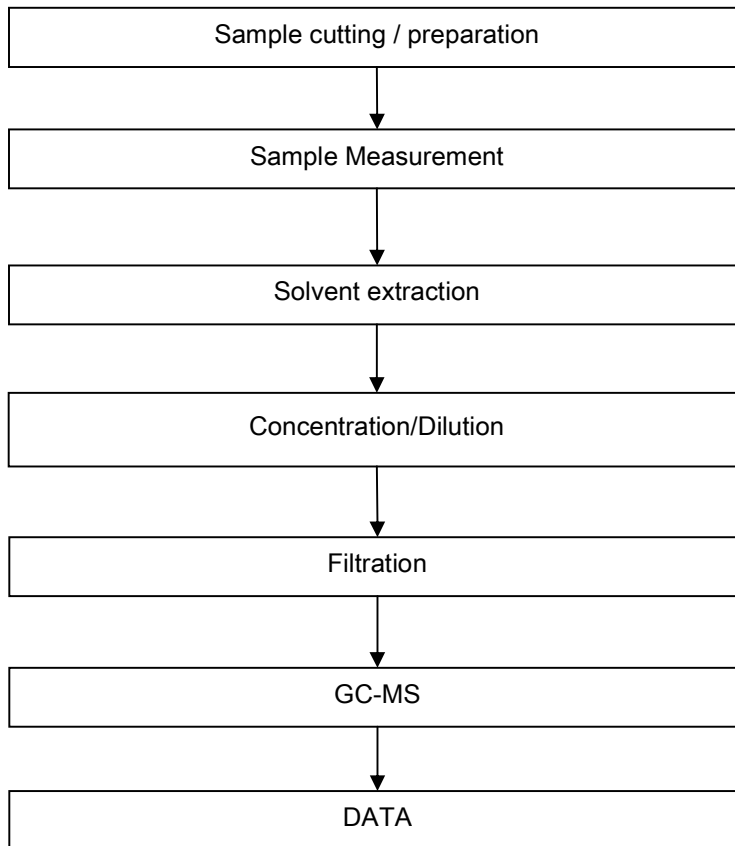 Sample cutting / preparation
Sample Measurement
Solvent extraction
Concentration/Dilution
Filtration
GC-MS
DATA